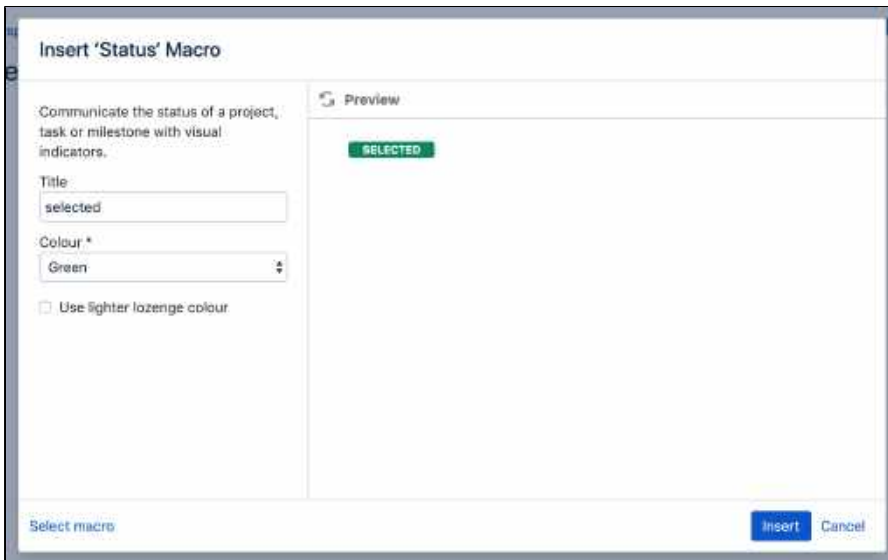 Insert ‘Status’ Macro
Communicate the status of a project,
task or milestone with visual
indicators.
Title
selected
Colour *
Green
Use lighter lozenge colour
Preview
SELECTED
Select macro
Insert
Cancel